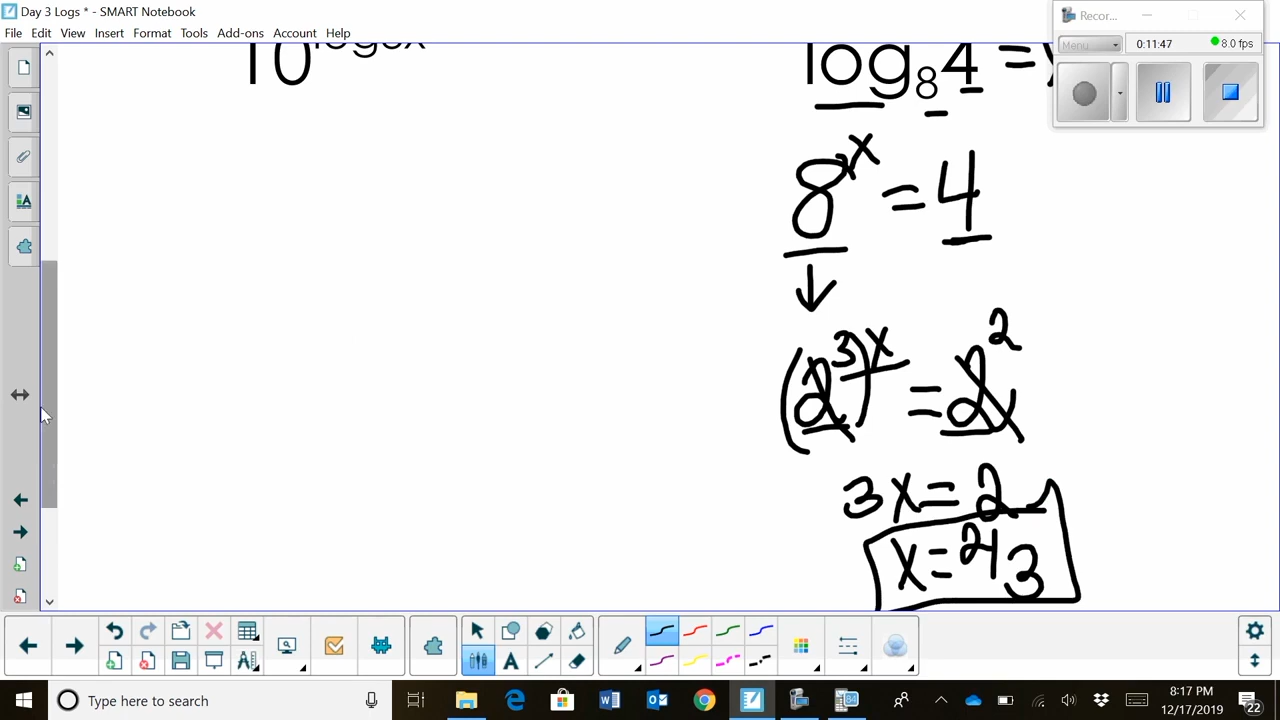 Day 3 Logs * - SMART Notebook
File Edit View Insert Format Tools Add-ons Account Help
Recor...
Menu
0:11:47
8.0 fps
10^log
log₈4 =
8^x = 4
(2³)^x = 2²
3x = 2
x = 2/3
Type here to search
8:17 PM
12/17/2019
22